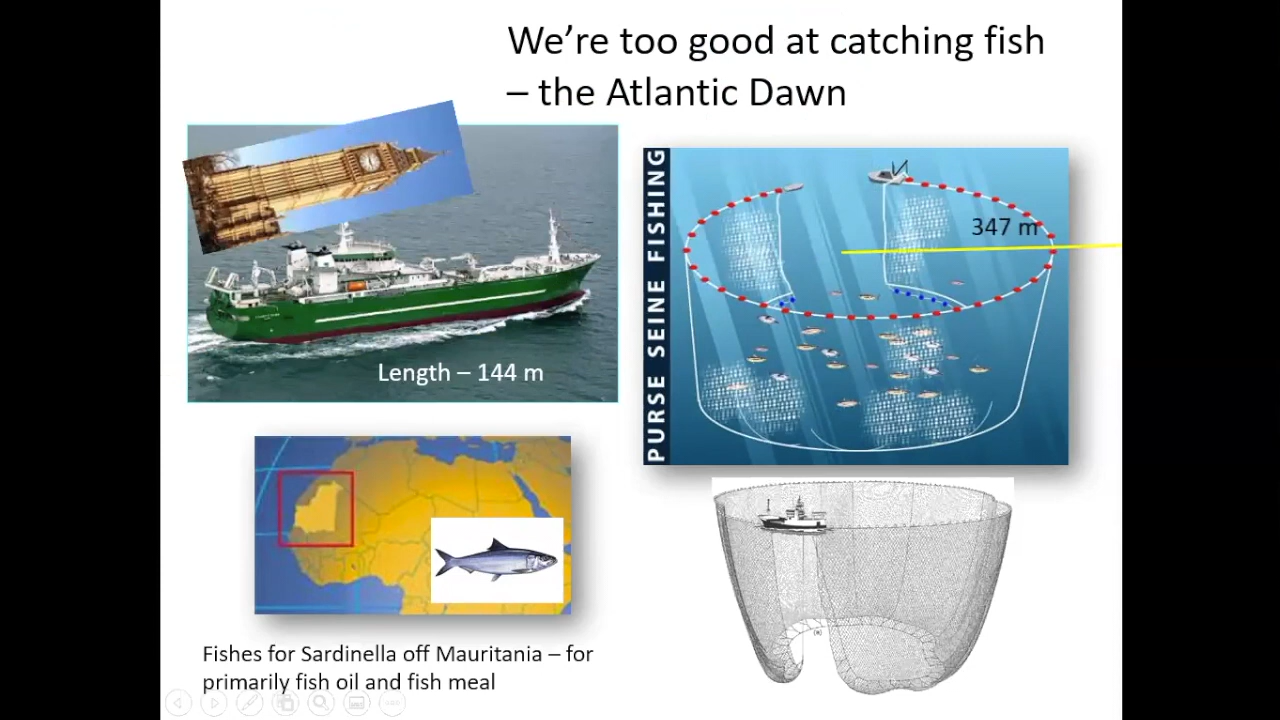 We’re too good at catching fish
– the Atlantic Dawn
Length – 144 m
PURSE SEINE FISHING
347 m
Fishes for Sardinella off Mauritania – for
primarily fish oil and fish meal